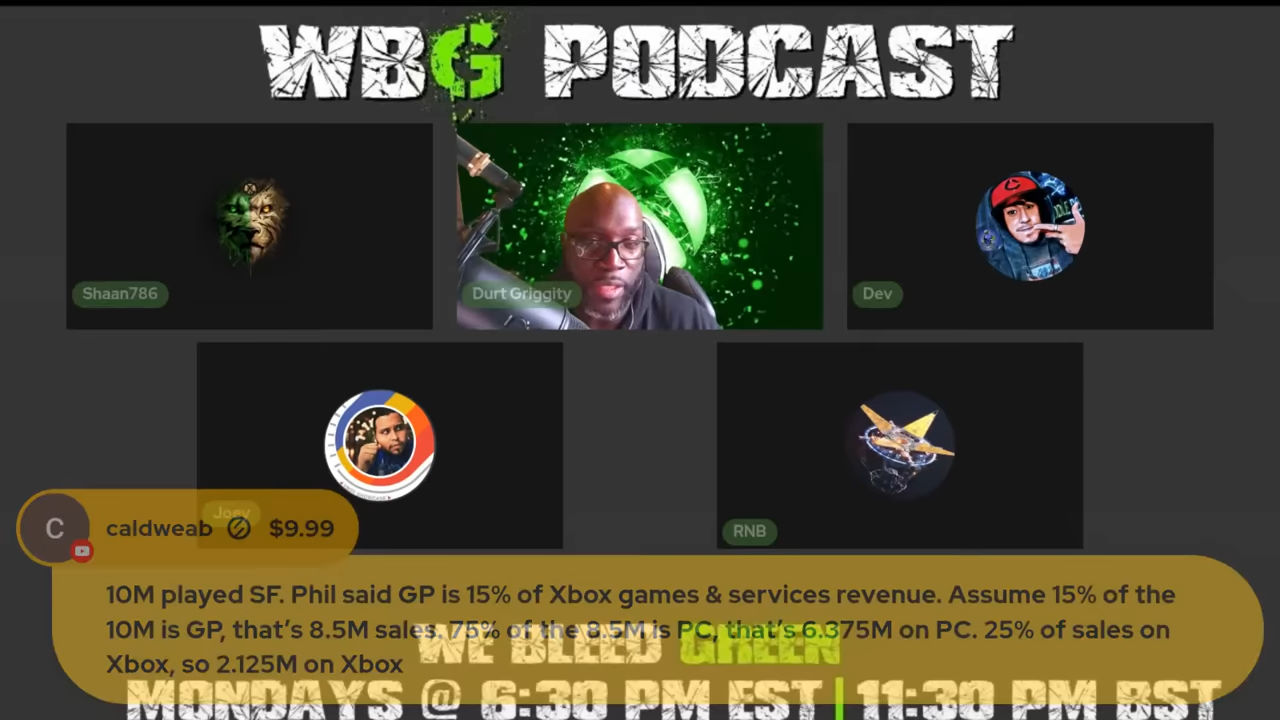 WBG PODCAST
Shaan786
Durt Griggity
Dev
Joey
RNB
C
caldweab $9.99
10M played SF. Phil said GP is 15% of Xbox games & services revenue. Assume 15% of the
10M is GP, that's 8.5M sales. 75% of the 8.5M is PC, that's 6.375M on PC. 25% of sales on
Xbox, so 2.125M on Xbox
WE BLEED GREEN
MONDAYS @ 6:30 PM EST | 11:30 PM BST